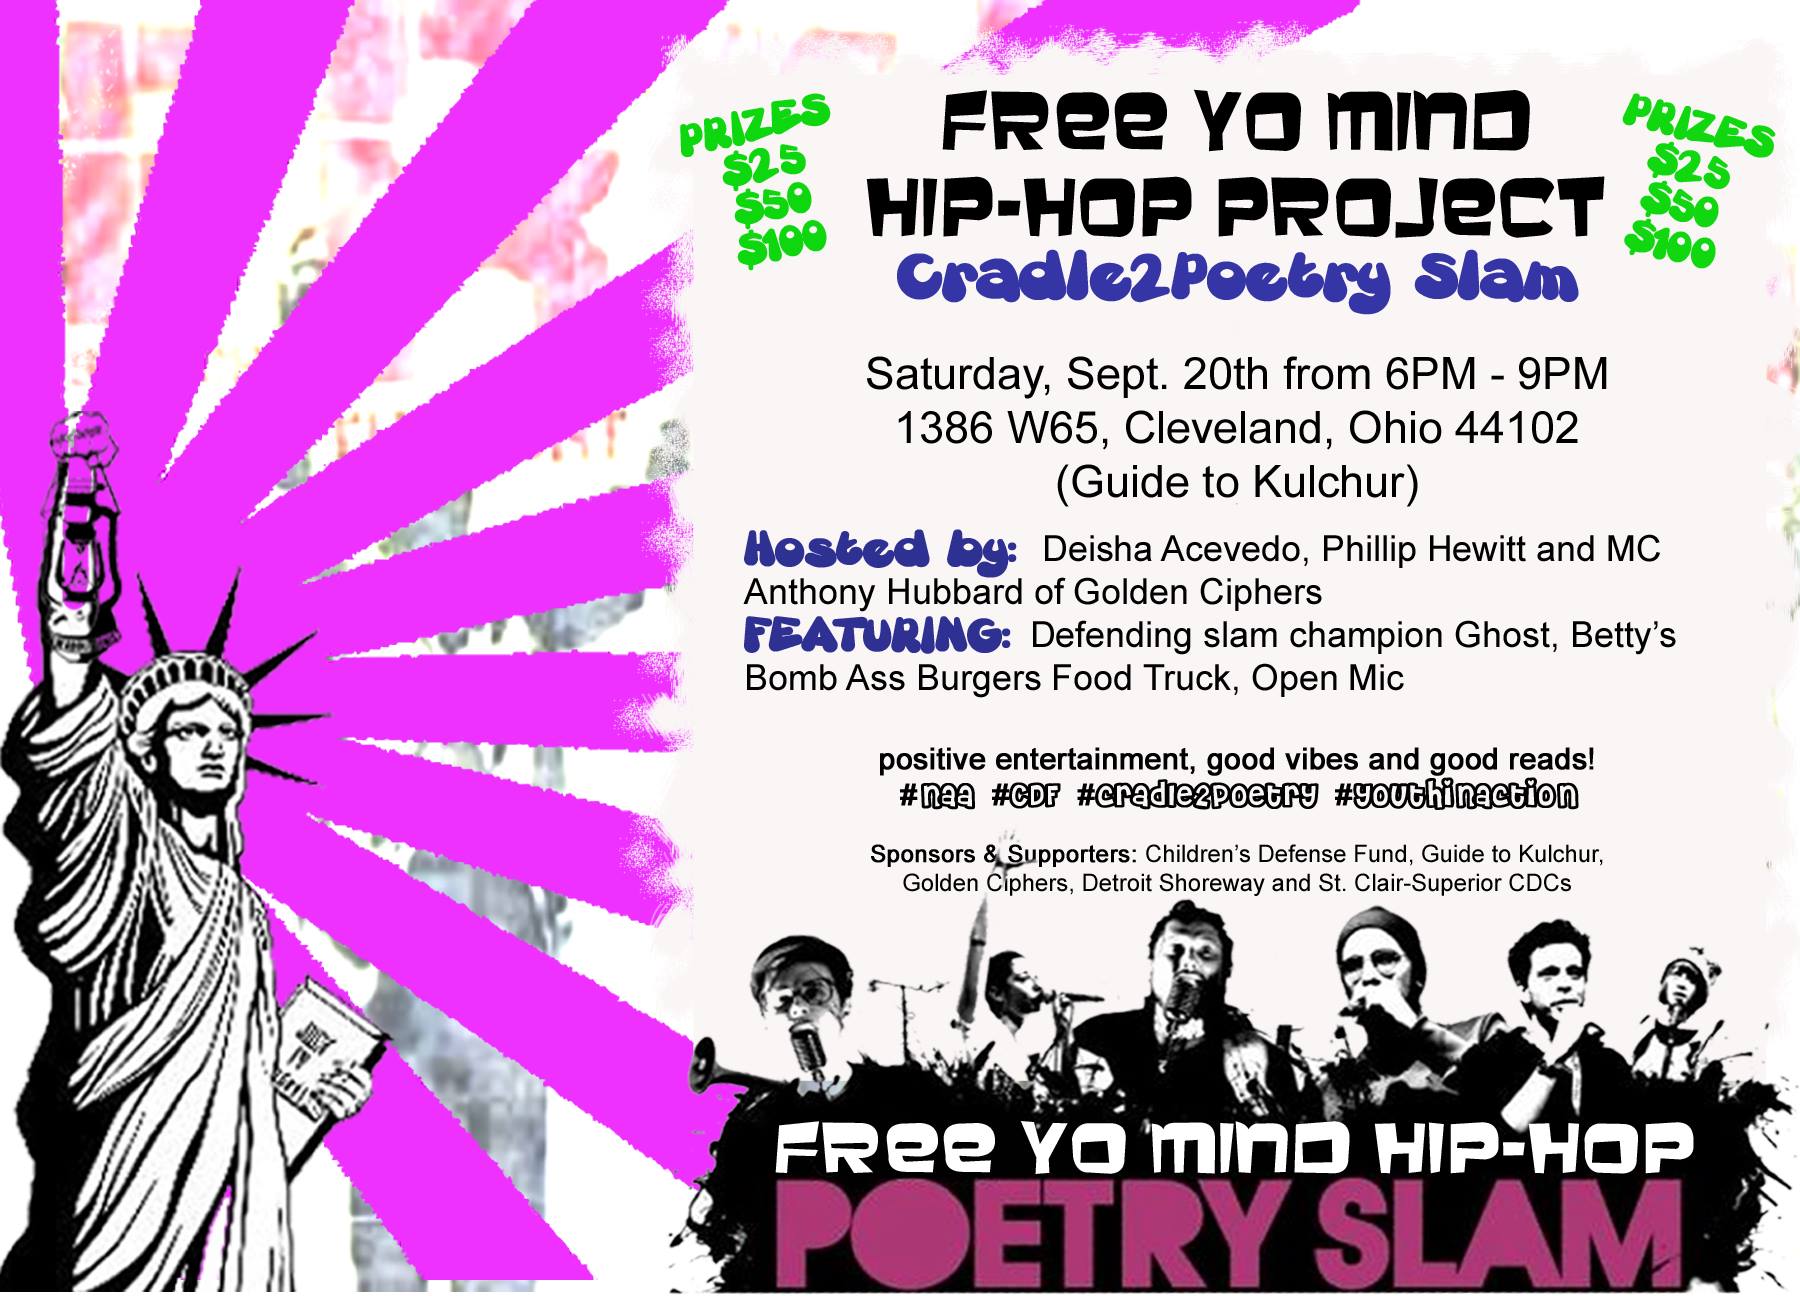 PRIZES
$25
$50
$100
FRee YO MIND
HIP-HOP PROJeCT
Cradle2Poetry Slam
PRIZES
$25
$50
$100
Saturday, Sept. 20th from 6PM - 9PM
1386 W65, Cleveland, Ohio 44102
(Guide to Kulchur)
Hosted by: Deisha Acevedo, Phillip Hewitt and MC
Anthony Hubbard of Golden Ciphers
FEATURING: Defending slam champion Ghost, Betty's
Bomb Ass Burgers Food Truck, Open Mic
positive entertainment, good vibes and good reads!
#naa #CDF #cradle2poetry #youthinaction
Sponsors & Supporters: Children's Defense Fund, Guide to Kulchur,
Golden Ciphers, Detroit Shoreway and St. Clair-Superior CDCs
FRee YO MIND HIP-HOP
POETRY SLAM